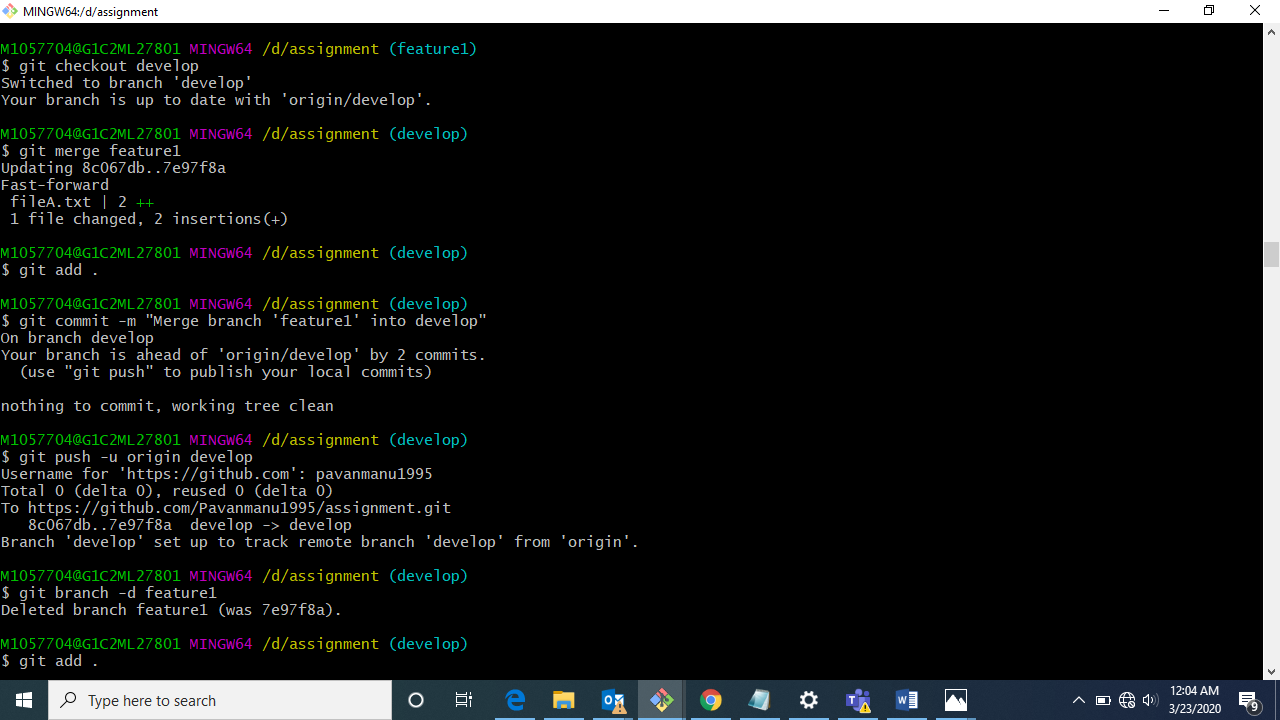 MINGW64:/d/assignment
M1057704@G1C2ML27801 MINGW64 /d/assignment (feature1)
$ git checkout develop
Switched to branch 'develop'
Your branch is up to date with 'origin/develop'.
M1057704@G1C2ML27801 MINGW64 /d/assignment (develop)
$ git merge feature1
Updating 8c067db..7e97f8a
Fast-forward
 fileA.txt | 2 ++
 1 file changed, 2 insertions(+)
M1057704@G1C2ML27801 MINGW64 /d/assignment (develop)
$ git add .
M1057704@G1C2ML27801 MINGW64 /d/assignment (develop)
$ git commit -m "Merge branch 'feature1' into develop"
On branch develop
Your branch is ahead of 'origin/develop' by 2 commits.
  (use "git push" to publish your local commits)
nothing to commit, working tree clean
M1057704@G1C2ML27801 MINGW64 /d/assignment (develop)
$ git push -u origin develop
Username for 'https://github.com': pavanmanu1995
Total 0 (delta 0), reused 0 (delta 0)
To https://github.com/Pavanmanu1995/assignment.git
   8c067db..7e97f8a  develop -> develop
Branch 'develop' set up to track remote branch 'develop' from 'origin'.
M1057704@G1C2ML27801 MINGW64 /d/assignment (develop)
$ git branch -d feature1
Deleted branch feature1 (was 7e97f8a).
M1057704@G1C2ML27801 MINGW64 /d/assignment (develop)
$ git add .
Type here to search
12:04 AM
3/23/2020
9